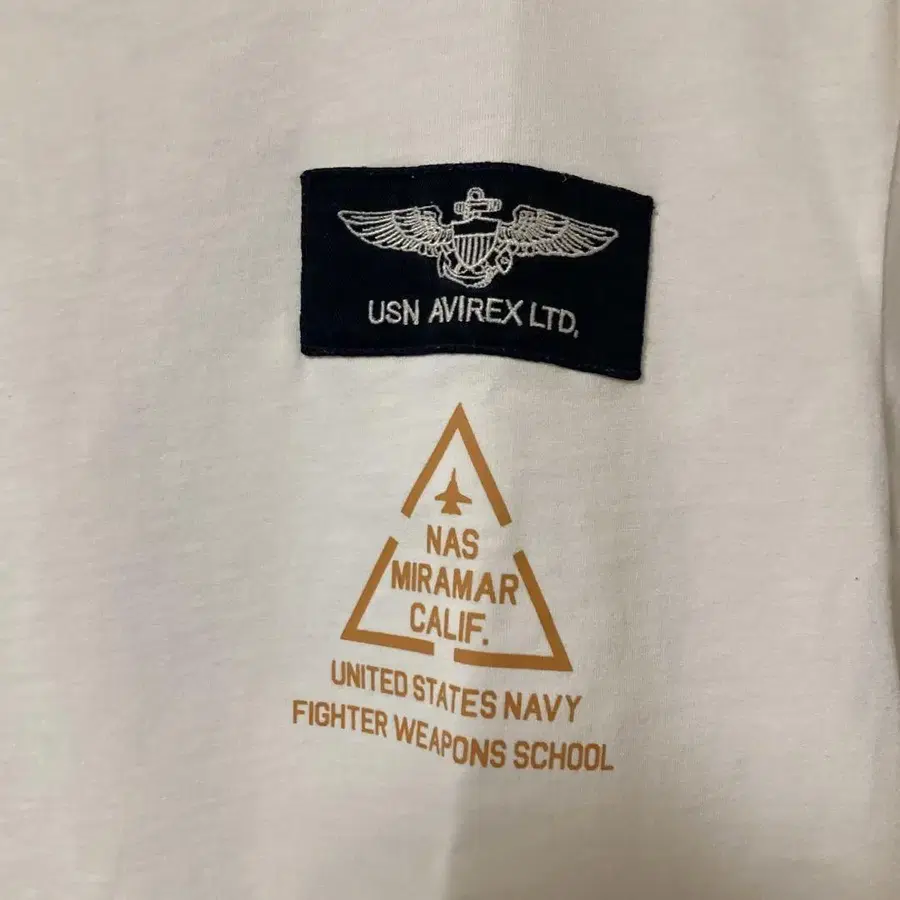 USN AVIREX LTD,
NAS
MIRAMAR
CALIF.
UNITED STATES NAVY
FIGHTER WEAPONS SCHOOL